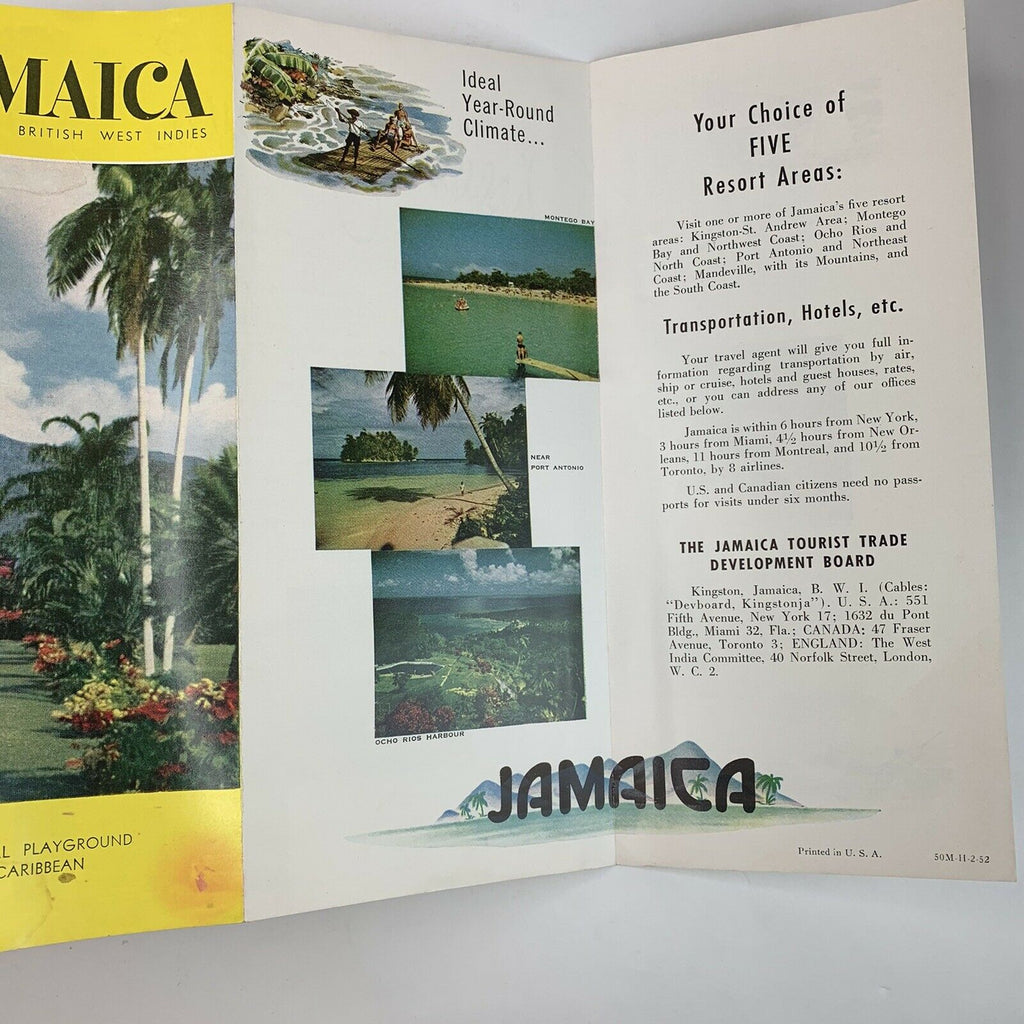 MAICA
BRITISH WEST INDIES
PLAYGROUND
CARIBBEAN
Ideal
Year-Round
Climate...
MONTEGO BAY
NEAR
PORT ANTONIO
OCHO RIOS HARBOUR
Your Choice of
FIVE
Resort Areas:
Visit one or more of Jamaica's five resort
areas: Kingston-St. Andrew Area; Montego
Bay and Northwest Coast; Ocho Rios and
North Coast; Port Antonio and Northeast
Coast; Mandeville, with its Mountains, and
the South Coast.
Transportation, Hotels, etc.
Your travel agent will give you full in-
formation regarding transportation by air,
ship or cruise, hotels and guest houses, rates,
etc., or you can address any of our offices
listed below.
Jamaica is within 6 hours from New York,
3 hours from Miami, 4½ hours from New Or-
leans, 11 hours from Montreal, and 10½ from
Toronto, by 8 airlines.
U.S. and Canadian citizens need no pass-
ports for visits under six months.
THE JAMAICA TOURIST TRADE
DEVELOPMENT BOARD
Kingston, Jamaica, B. W. I. (Cables:
"Devboard, Kingstonja"). U. S. A.: 551
Fifth Avenue, New York 17; 1632 du Pont
Bldg., Miami 32, Fla.; CANADA: 47 Fraser
Avenue, Toronto 3; ENGLAND: The West
India Committee, 40 Norfolk Street, London,
W. C. 2.
JAMAICA
Printed in U. S. A.
50M-H-2-52